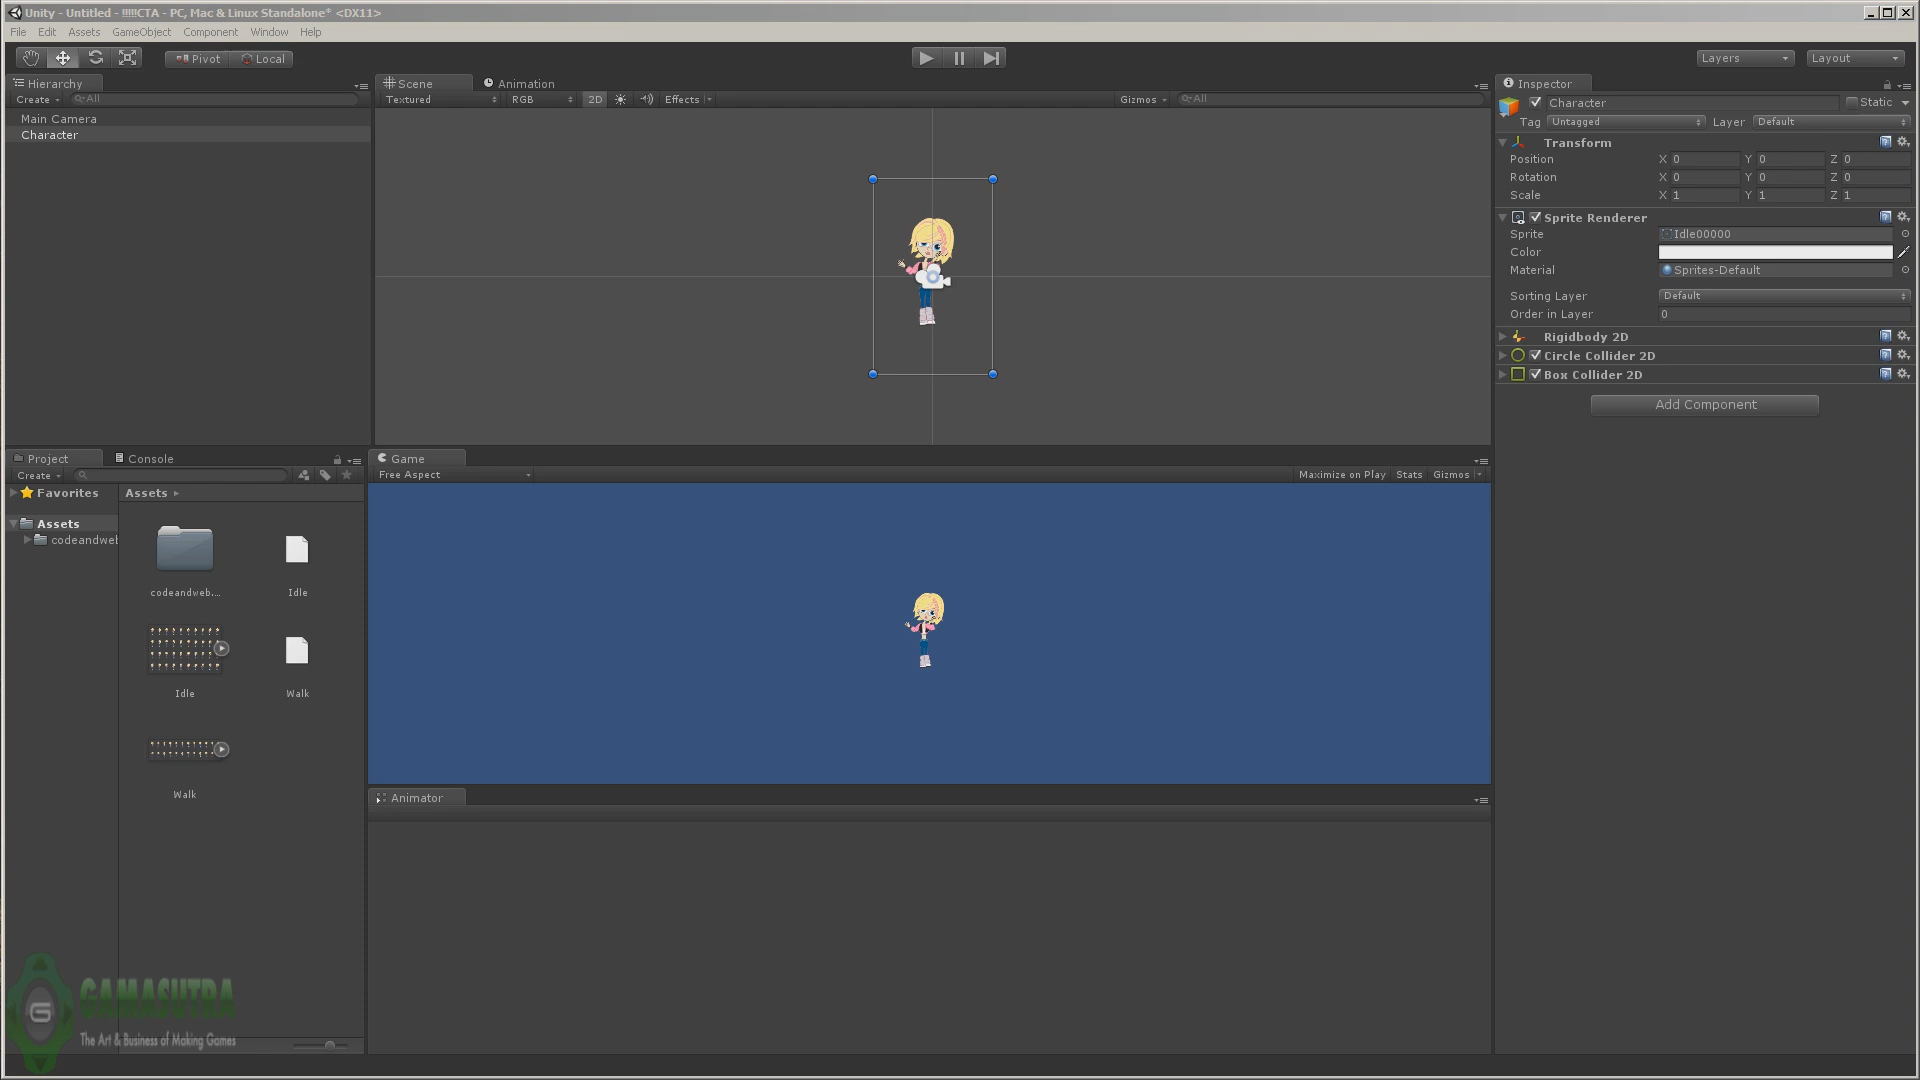 Unity - Untitled - !!!!!CTA - PC, Mac & Linux Standalone* <DX11>
File Edit Assets GameObject Component Window Help
Pivot Local Layers Layout
Hierarchy
Create All
Main Camera
Character
Scene Animation
Textured RGB 2D Effects Gizmos All
Inspector
Character Static
Tag Untagged Layer Default
Transform
Position X 0 Y 0 Z 0
Rotation X 0 Y 0 Z 0
Scale X 1 Y 1 Z 1
Sprite Renderer
Sprite Idle00000
Color
Material Sprites-Default
Sorting Layer Default
Order in Layer 0
Rigidbody 2D
Circle Collider 2D
Box Collider 2D
Add Component
Project Console
Create
Favorites
Assets
codeandwel
Assets
codeandweb... Idle
Idle Walk
Walk
Game
Free Aspect Maximize on Play Stats Gizmos
Animator
G GAMASUTRA
The Art & Business of Making Games